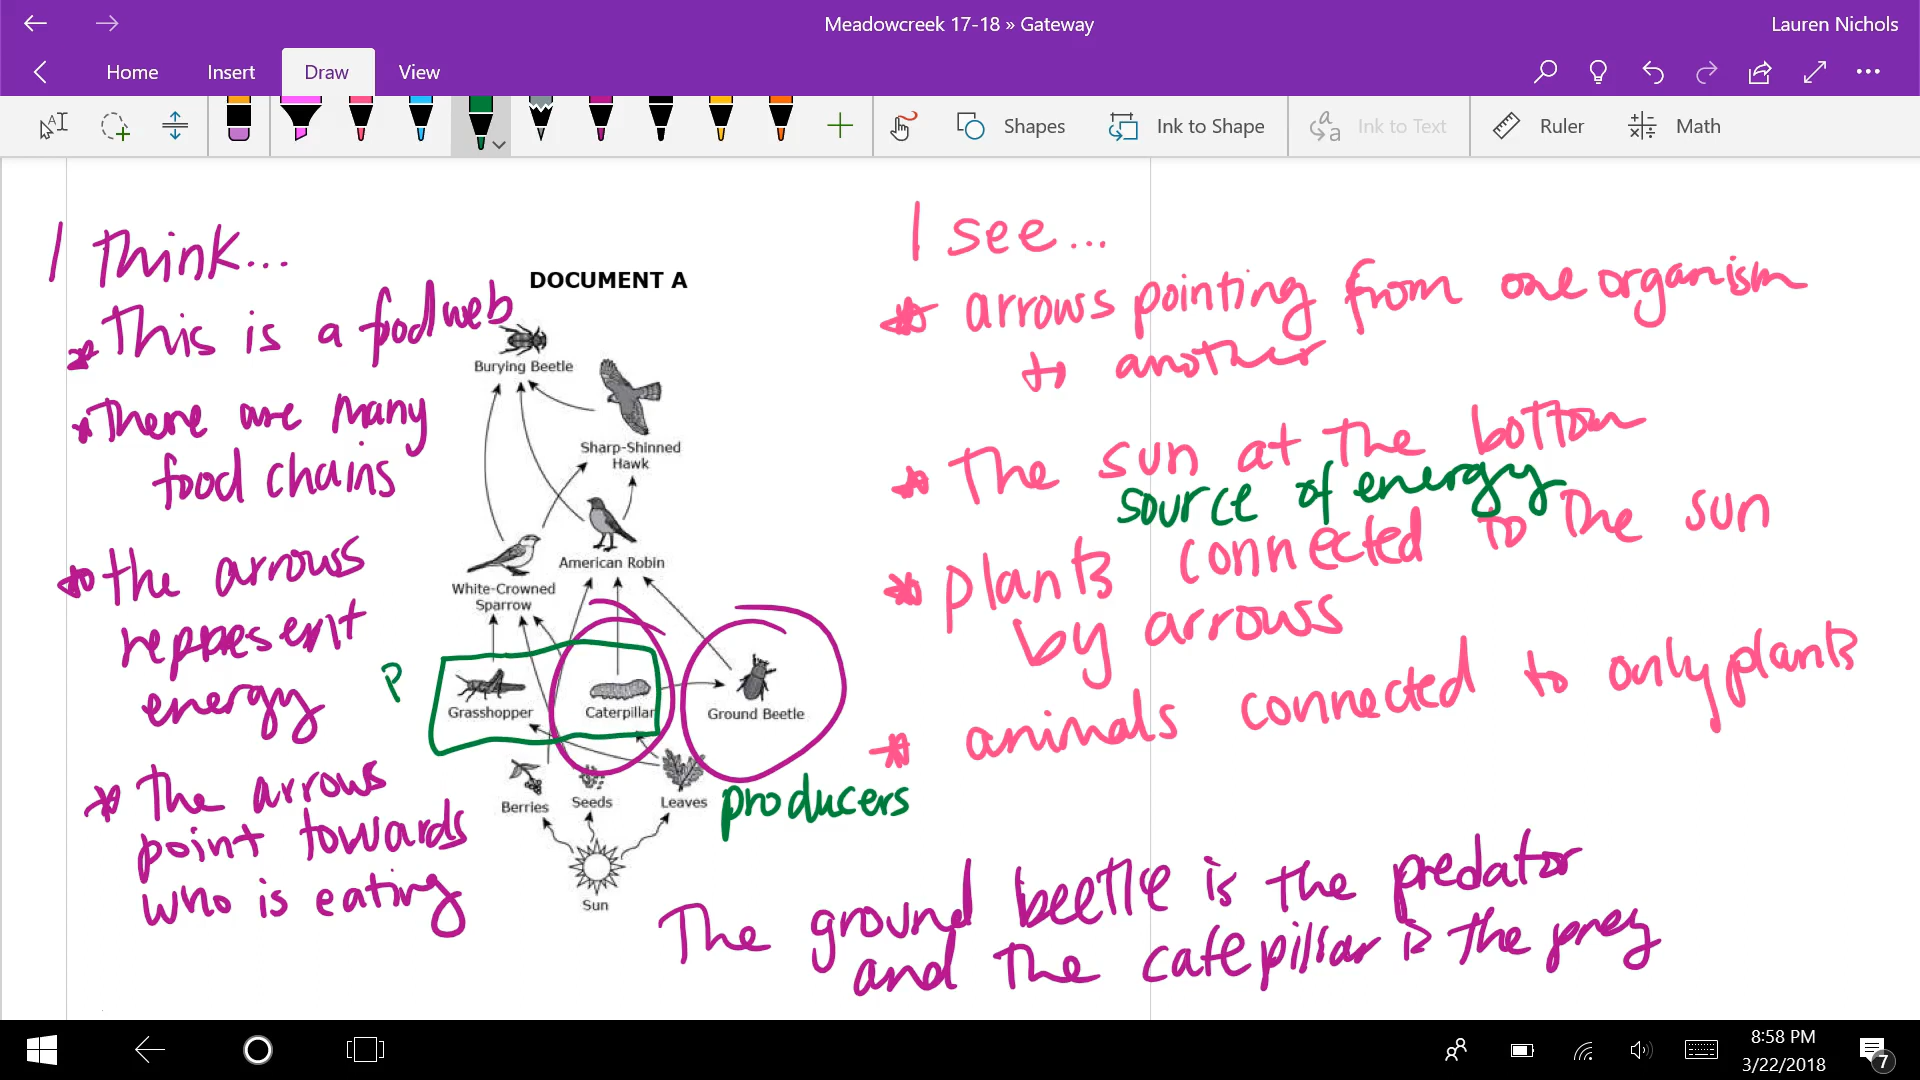 Meadowcreek 17-18 » Gateway
Lauren Nichols
Home Insert Draw View
Shapes Ink to Shape Ink to Text Ruler Math
I think...
* This is a food web
* There are many
food chains
* the arrows
represent
energy
* the arrows
point towards
who is eating
DOCUMENT A
Burying Beetle
Sharp-Shinned
Hawk
American Robin
White-Crowned
Sparrow
P
Grasshopper
Caterpillar
Ground Beetle
Berries
Seeds
Leaves
producers
Sun
I see...
* arrows pointing from one organism
to another
* The sun at the bottom
source of energy
* plants connected to the sun
by arrows
* animals connected to only plants
The ground beetle is the predator
and the catepillar is the prey
8:58 PM
3/22/2018
7